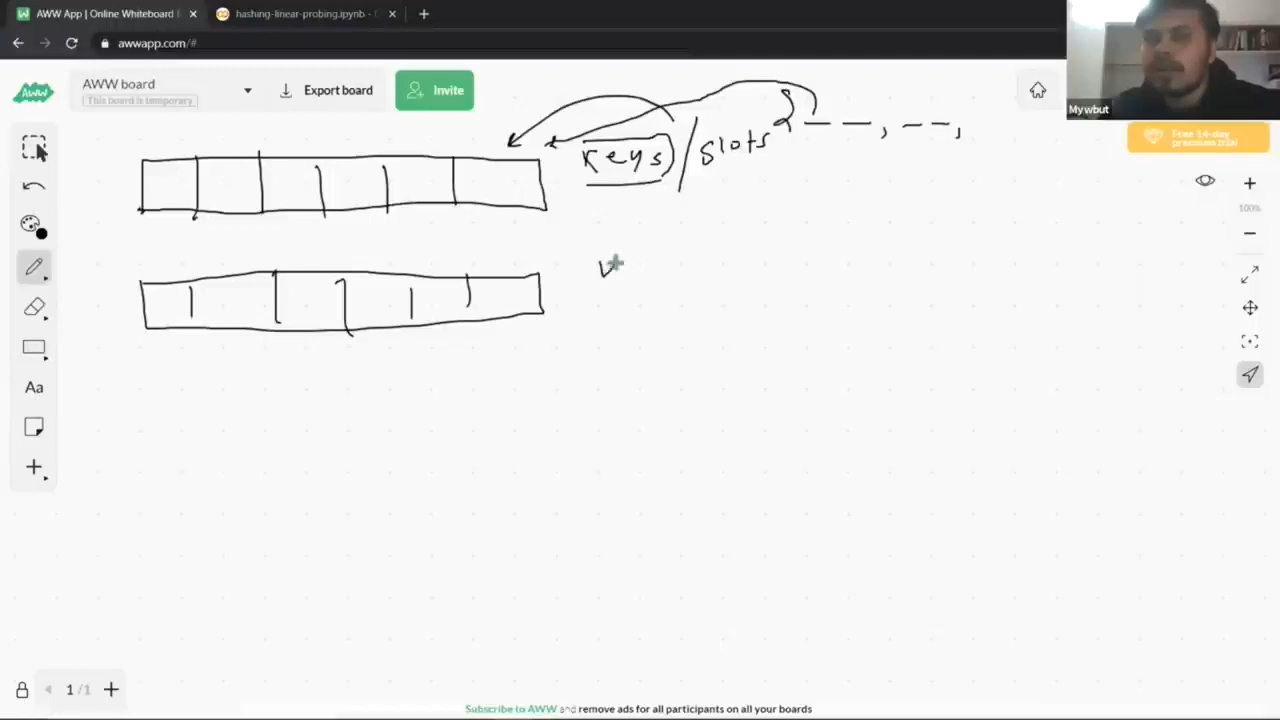 AWW App | Online Whiteboard
hashing-linear-probing.ipynb -
awwapp.com/#
AWW
AWW board
This board is temporary
Export board
Invite
Mywbut
Free 14-day
premium trial
keys / slots
100%
Aa
1 / 1
Subscribe to AWW and remove ads for all participants on all your boards